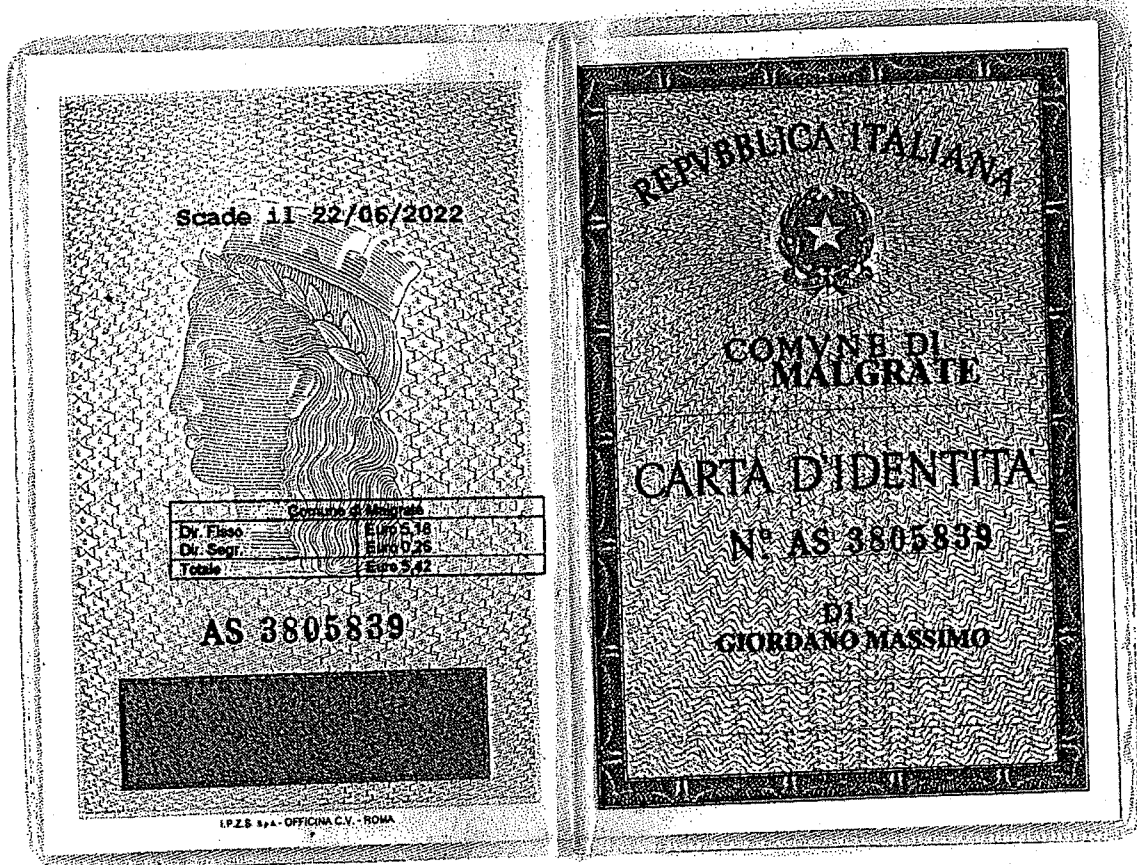 Scade il 22/06/2022
Comune di Malgrate
Dir. Fisso Euro 5,16
Dir. Segr. Euro 0,26
Totale Euro 5,42
AS 3805839
I.P.Z.S. s.p.a. - OFFICINA C.V. - ROMA
REPVBBLICA ITALIANA
COMVNE DI
MALGRATE
CARTA D'IDENTITA
N° AS 3805839
DI
GIORDANO MASSIMO